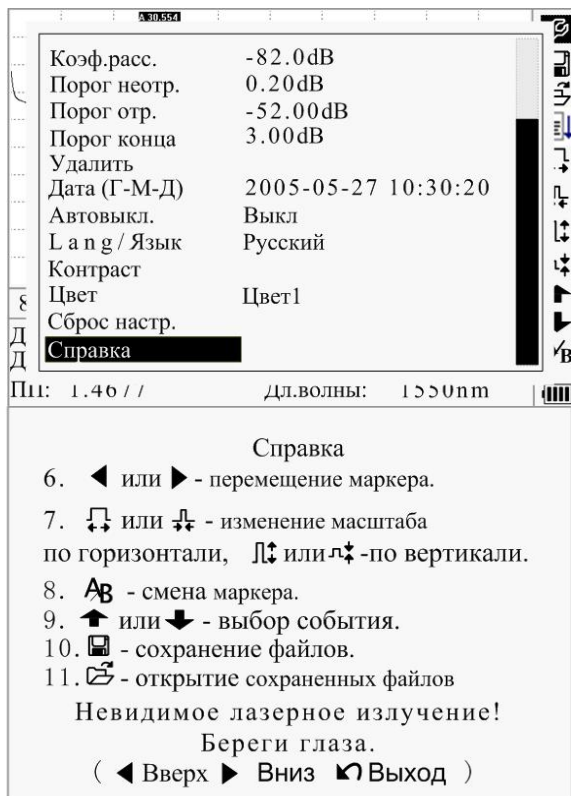 A.30.554
Коэф.расс. -82.0dB
Порог неотр. 0.20dB
Порог отр. -52.00dB
Порог конца 3.00dB
Удалить
Дата (Г-М-Д) 2005-05-27 10:30:20
Автовыкл. Выкл
L a n g / Язык Русский
Контраст
Цвет Цвет1
Сброс настр.
Справка
Дл.волны: 1550nm
Справка
6. ◀ или ▶ - перемещение маркера.
7. или - изменение масштаба
по горизонтали, или -по вертикали.
8. AB - смена маркера.
9. 🡅 или 🡇 - выбор события.
10. - сохранение файлов.
11. - открытие сохраненных файлов
Невидимое лазерное излучение!
Береги глаза.
( ◀ Вверх ▶ Вниз Выход )